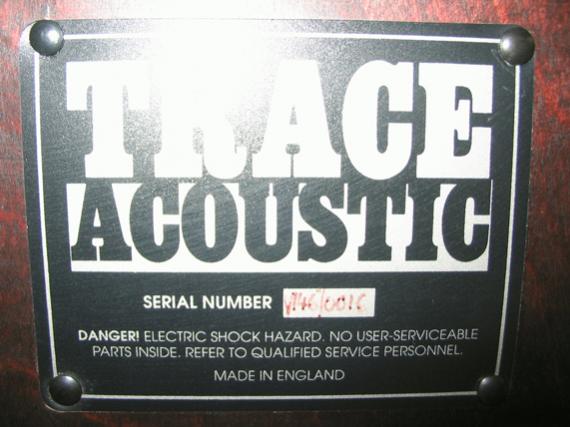 TRACE
ACOUSTIC
SERIAL NUMBER
DANGER! ELECTRIC SHOCK HAZARD. NO USER-SERVICEABLE
PARTS INSIDE. REFER TO QUALIFIED SERVICE PERSONNEL.
MADE IN ENGLAND